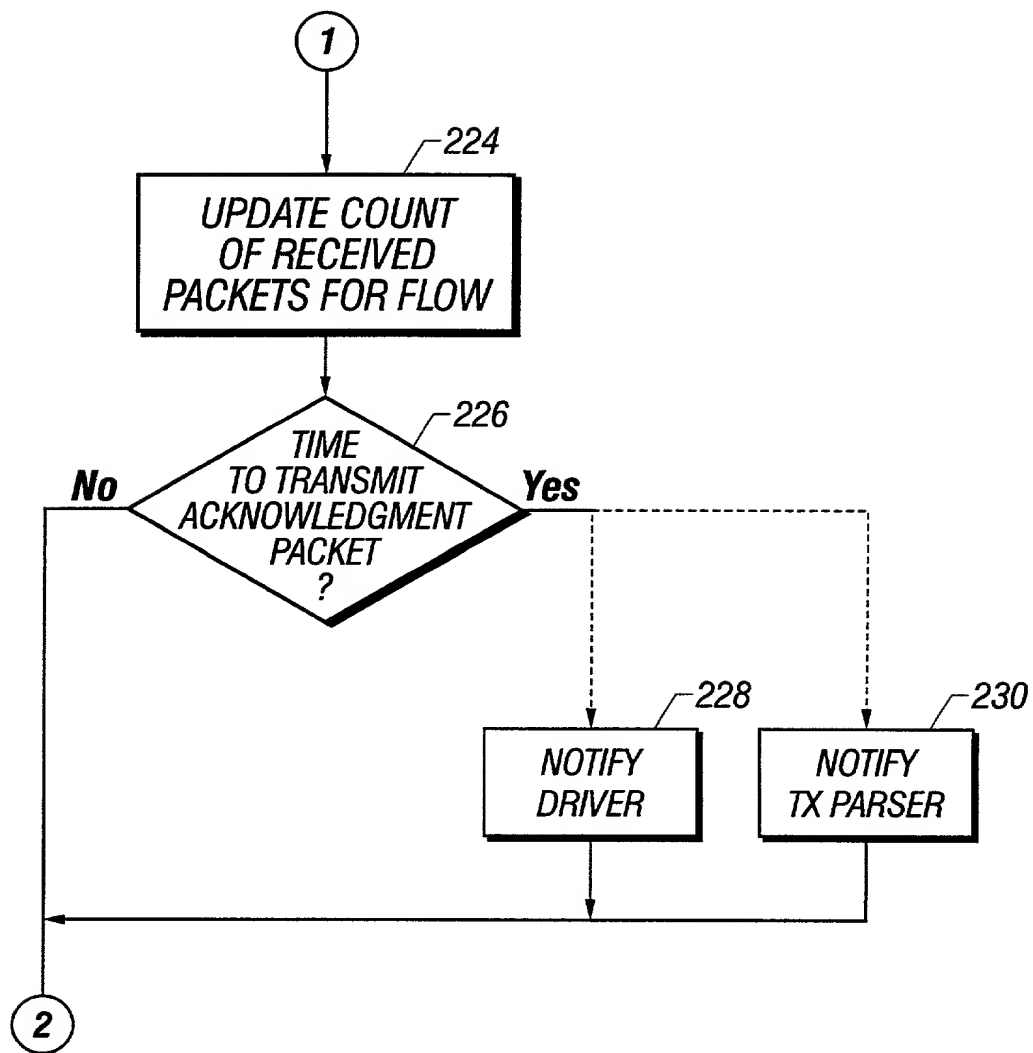 1
224
UPDATE COUNT
OF RECEIVED
PACKETS FOR FLOW
226
TIME
TO TRANSMIT
ACKNOWLEDGMENT
PACKET
?
No
Yes
228
NOTIFY
DRIVER
230
NOTIFY
TX PARSER
2